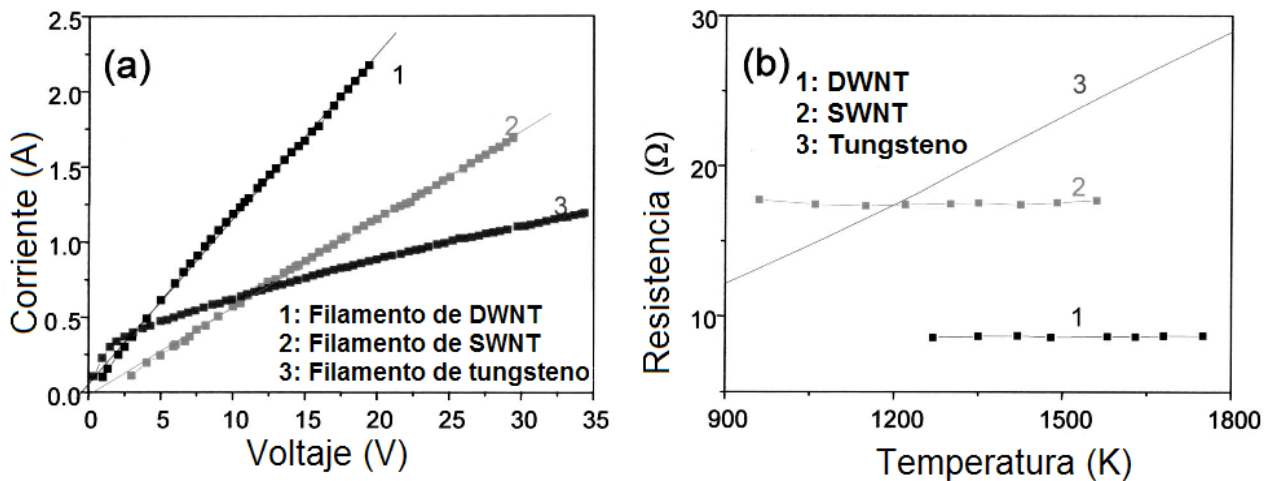 (a)
Corriente (A)
2.5
2.0
1.5
1.0
0.5
0.0
1
2
3
1: Filamento de DWNT
2: Filamento de SWNT
3: Filamento de tungsteno
0 5 10 15 20 25 30 35
Voltaje (V)
(b)
Resistencia (Ω)
30
20
10
1: DWNT
2: SWNT
3: Tungsteno
3
2
1
900 1200 1500 1800
Temperatura (K)